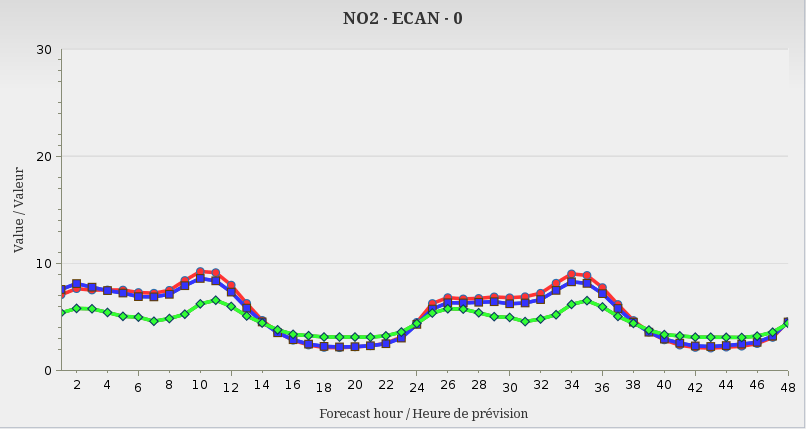 NO2 - ECAN - 0
30
20
10
0
Value / Valeur
2 4 6 8 10 12 14 16 18 20 22 24 26 28 30 32 34 36 38 40 42 44 46 48
Forecast hour / Heure de prévision